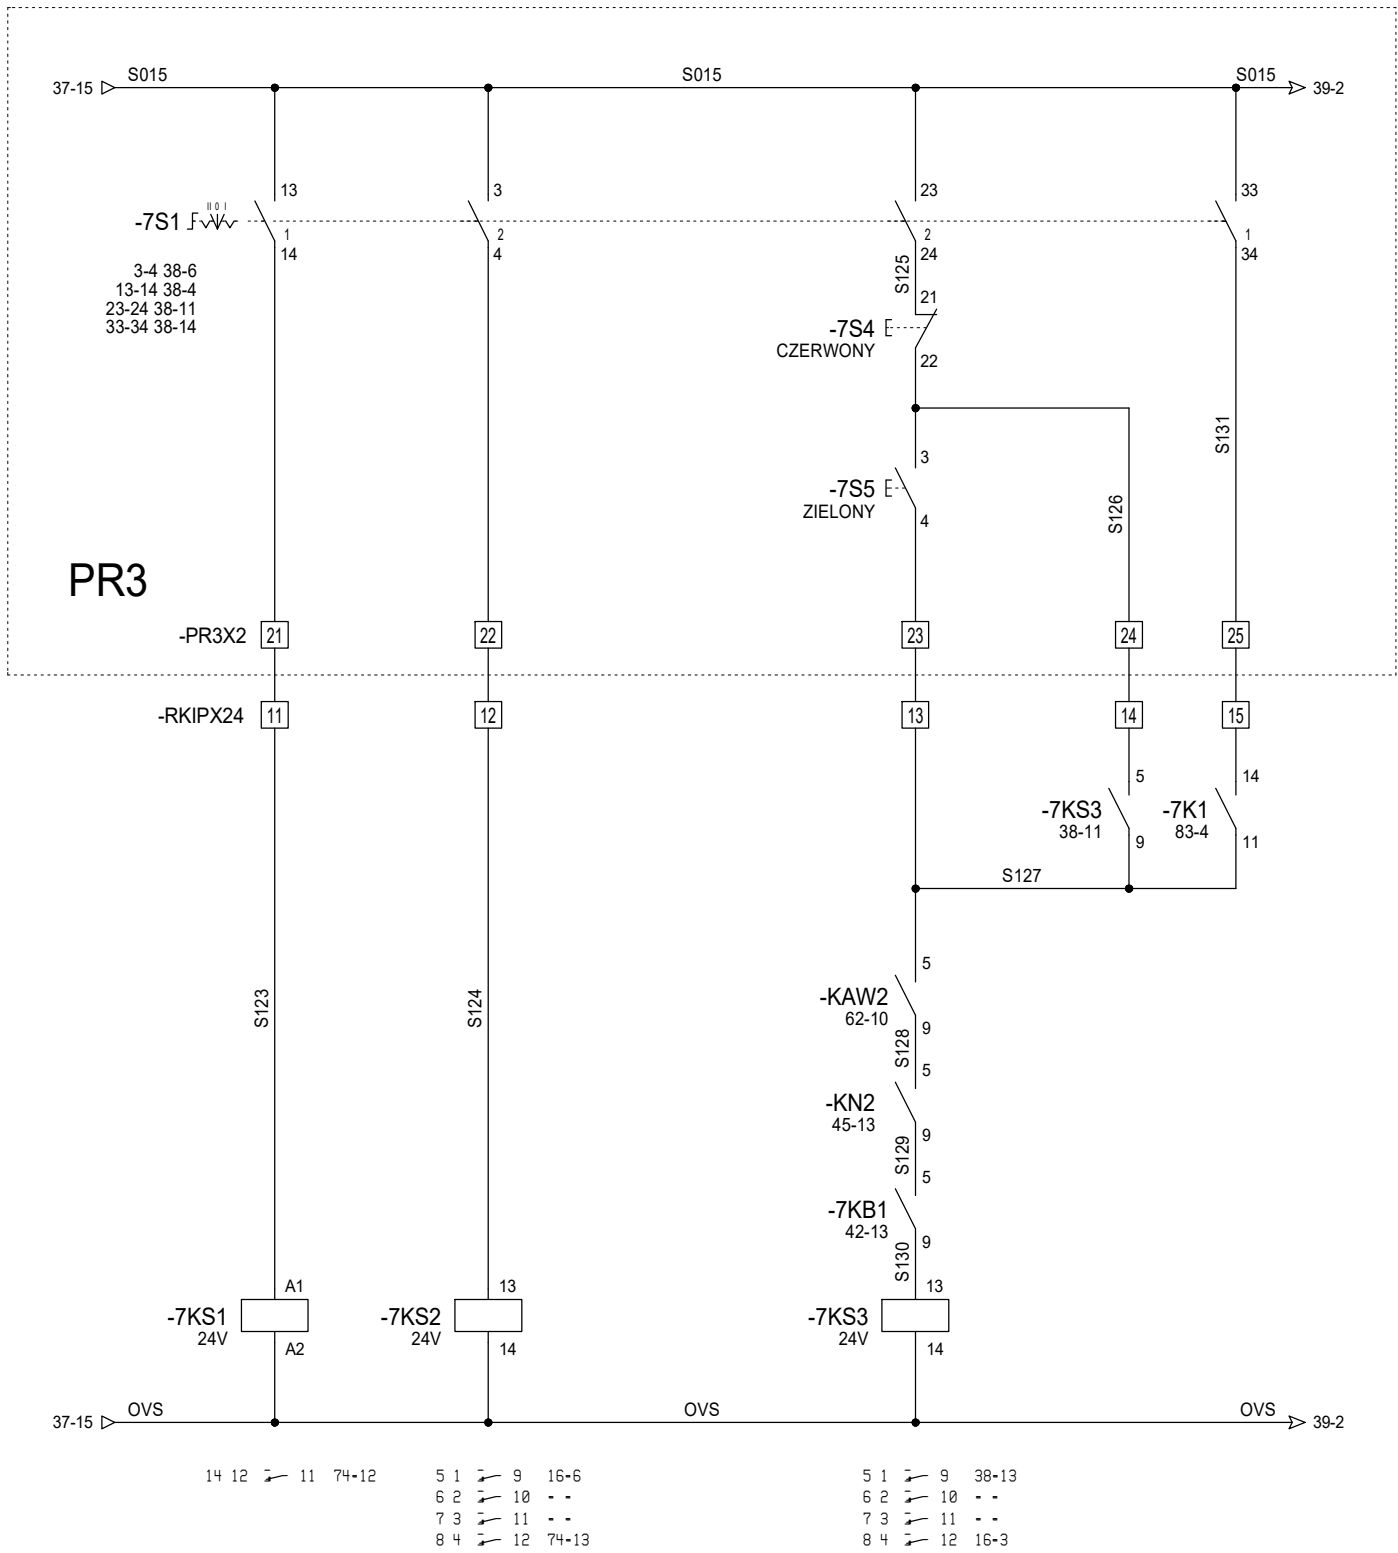 S015 S015 S015
37-15 39-2
13 3 23 33
II 0 I
-7S1
1 2 2 1
14 4 24 34
3-4 38-6
13-14 38-4
23-24 38-11
33-34 38-14
S125
21
-7S4
CZERWONY
22
S131
3
-7S5
ZIELONY
4
S126
PR3
-PR3X2 21 22 23 24 25
-RKIPX24 11 12 13 14 15
5 14
-7KS3 -7K1
38-11 83-4
9 11
S127
5
-KAW2
62-10
9
S123 S124 S128
5
-KN2
45-13
9
S129
5
-7KB1
42-13
9
S130
A1 13 13
-7KS1 -7KS2 -7KS3
24V 24V 24V
A2 14 14
OVS OVS OVS
37-15 39-2
14 12 11 74-12 5 1 9 16-6 5 1 9 38-13
6 2 10 - - 6 2 10 - -
7 3 11 - - 7 3 11 - -
8 4 12 74-13 8 4 12 16-3